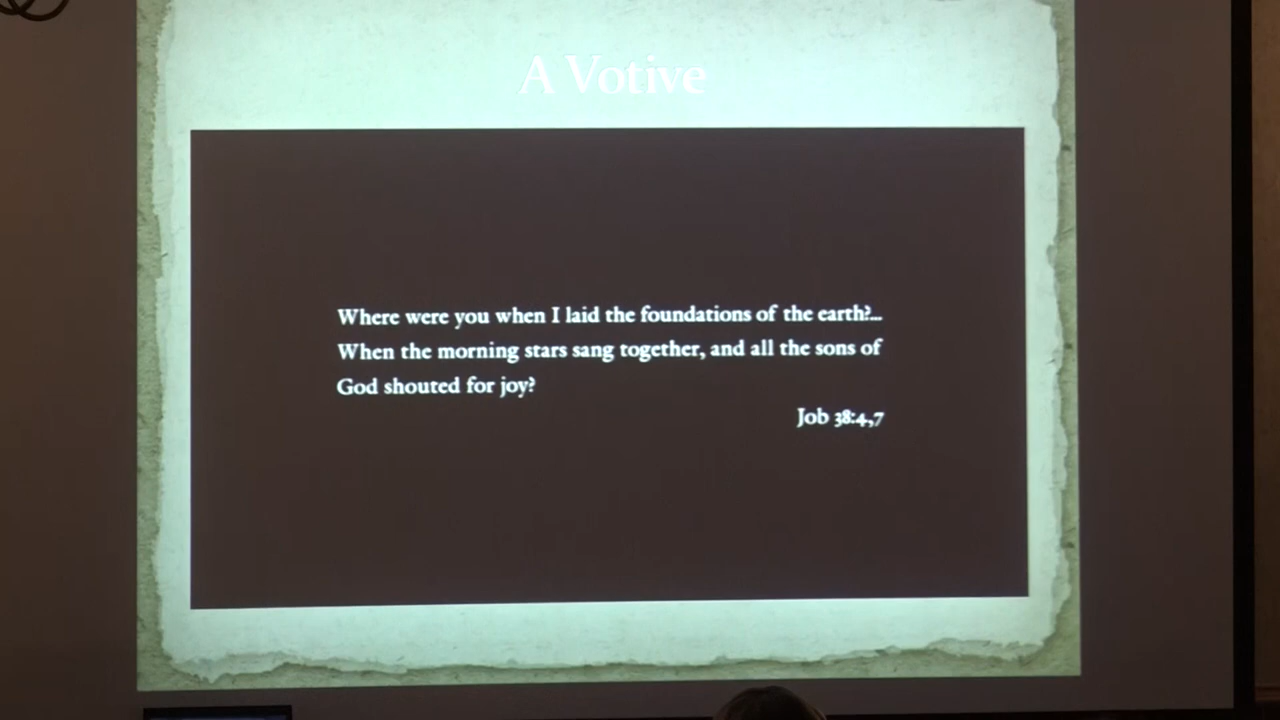 A Votive
Where were you when I laid the foundations of the earth?...
When the morning stars sang together, and all the sons of
God shouted for joy?
Job 38:4,7